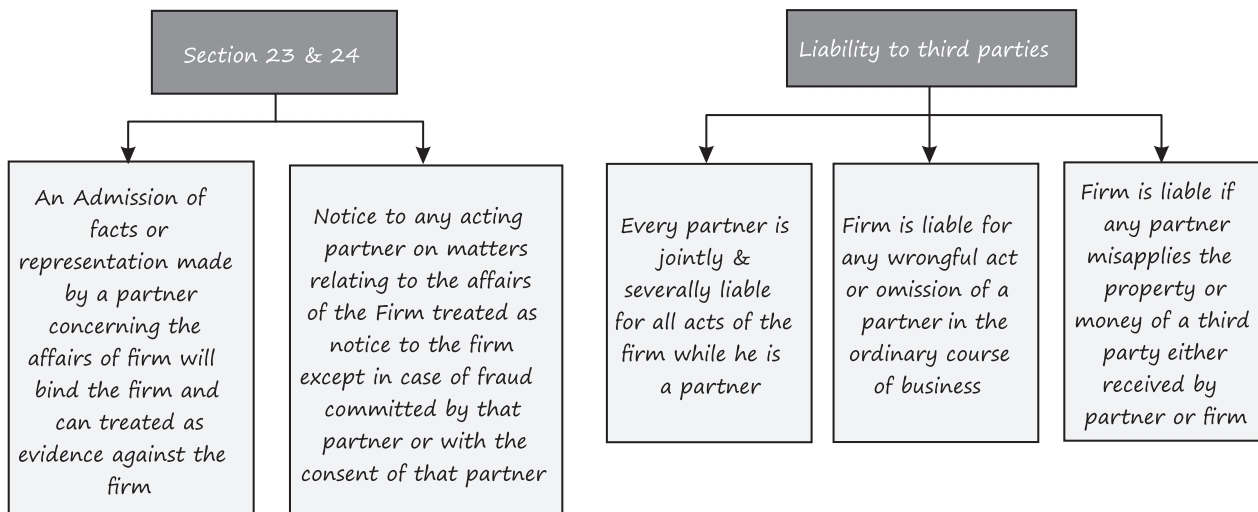 Section 23 & 24
An Admission of
facts or
representation made
by a partner
concerning the
affairs of firm will
bind the firm and
can treated as
evidence against the
firm
Notice to any acting
partner on matters
relating to the affairs
of the Firm treated as
notice to the firm
except in case of fraud
committed by that
partner or with the
consent of that partner
Liability to third parties
Every partner is
jointly &
severally liable
for all acts of the
firm while he is
a partner
Firm is liable for
any wrongful act
or omission of a
partner in the
ordinary course
of business
Firm is liable if
any partner
misapplies the
property or
money of a third
party either
received by
partner or firm